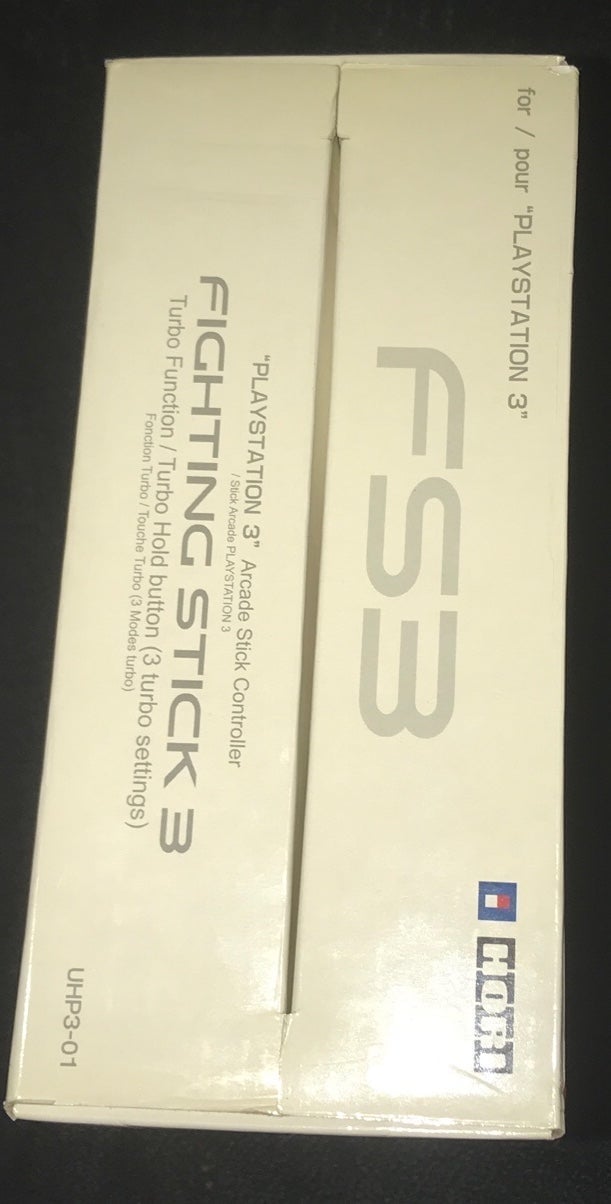 for / pour "PLAYSTATION 3"
FS3
HORI
"PLAYSTATION 3" Arcade Stick Controller
/ Stick Arcade PLAYSTATION 3
FIGHTING STICK 3
Turbo Function / Turbo Hold button (3 turbo settings)
Fonction Turbo / Touche Turbo (3 Modes turbo)
UHP3-01